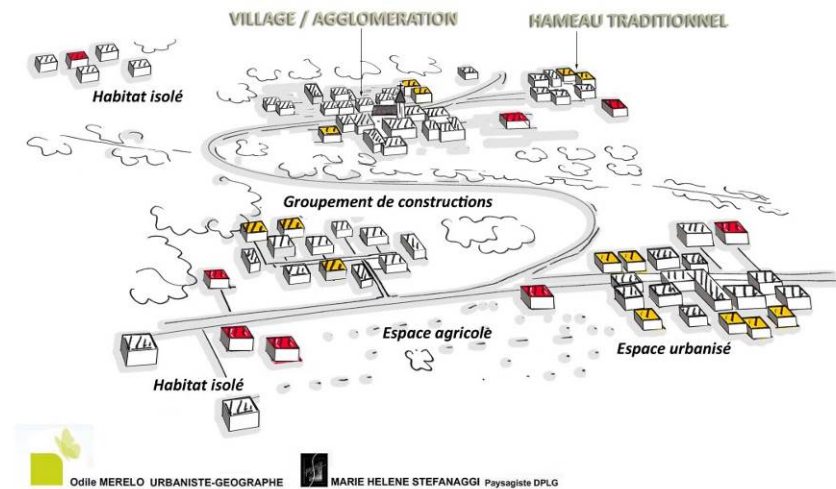 VILLAGE / AGGLOMERATION
HAMEAU TRADITIONNEL
Habitat isolé
Groupement de constructions
Espace agricole
Espace urbanisé
Habitat isolé
Odile MERELO URBANISTE-GEOGRAPHE
MARIE HELENE STEFANAGGI Paysagiste DPLG